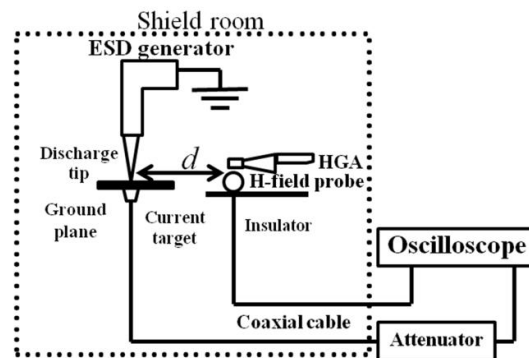 Shield room
ESD generator
Discharge
tip
d
HGA
H-field probe
Ground
plane
Current
target
Insulator
Oscilloscope
Coaxial cable
Attenuator